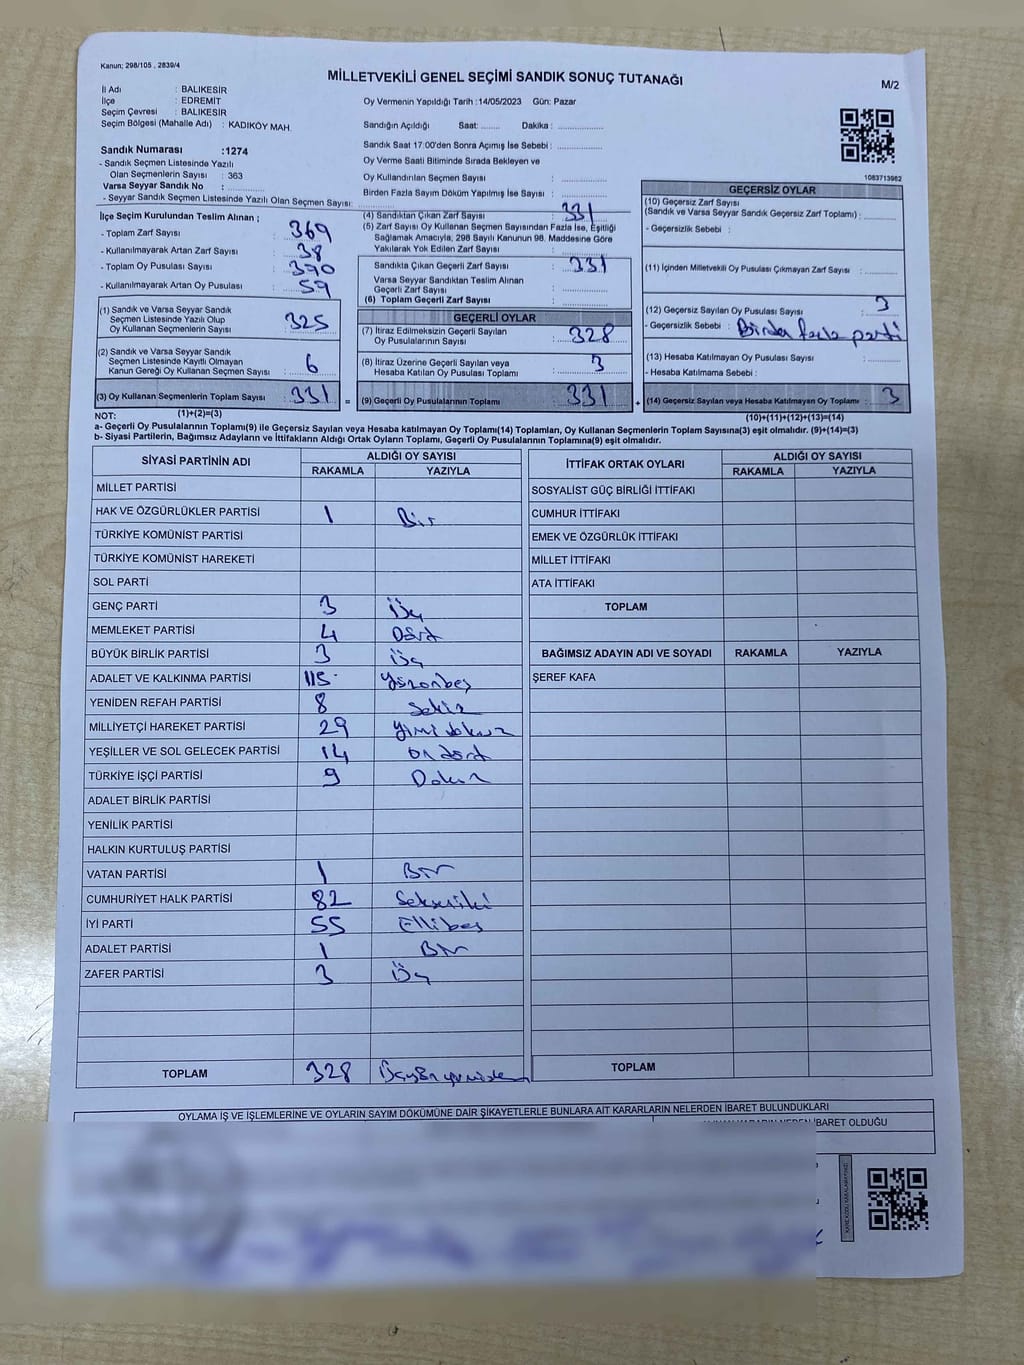 Kanun; 298/105 , 2839/4
MİLLETVEKİLİ GENEL SEÇİMİ SANDIK SONUÇ TUTANAĞI
M/2
İl Adı : BALIKESİR
İlçe : EDREMIT
Seçim Çevresi : BALIKESİR
Seçim Bölgesi (Mahalle Adı) : KADIKÖY MAH.
Sandık Numarası :1274
- Sandık Seçmen Listesinde Yazılı
Olan Seçmenlerin Sayısı : 363
Varsa Seyyar Sandık No : ............
- Seyyar Sandık Seçmen Listesinde Yazılı Olan Seçmen Sayısı: ............
Oy Vermenin Yapıldığı Tarih :14/05/2023 Gün: Pazar
Sandığın Açıldığı Saat: ....... Dakika : ................
Sandık Saat 17:00'den Sonra Açımış İse Sebebi : ................
Oy Verme Saati Bitiminde Sırada Bekleyen ve
Oy Kullandırılan Seçmen Sayısı : ................
Birden Fazla Sayım Döküm Yapılmış İse Sayısı : ................
1083713982
İlçe Seçim Kurulundan Teslim Alınan ;
- Toplam Zarf Sayısı : 369
- Kullanılmayarak Artan Zarf Sayısı : 38
- Toplam Oy Pusulası Sayısı : 370
- Kullanılmayarak Artan Oy Pusulası : 59
(1) Sandık ve Varsa Seyyar Sandık
Seçmen Listesinde Yazılı Olup
Oy Kullanan Seçmenlerin Sayısı : 325
(2) Sandık ve Varsa Seyyar Sandık
Seçmen Listesinde Kayıtlı Olmayan
Kanun Gereği Oy Kullanan Seçmen Sayısı : 6
(3) Oy Kullanan Seçmenlerin Toplam Sayısı : 331 =
(1)+(2)=(3)
(4) Sandıktan Çıkan Zarf Sayısı : 331
(5) Zarf Sayısı Oy Kullanan Seçmen Sayısından Fazla İse, Eşitliği
Sağlamak Amacıyla, 298 Sayılı Kanunun 98. Maddesine Göre
Yakılarak Yok Edilen Zarf Sayısı : ................
Sandıkta Çıkan Geçerli Zarf Sayısı : 331
Varsa Seyyar Sandıktan Teslim Alınan
Geçerli Zarf Sayısı : ................
(6) Toplam Geçerli Zarf Sayısı : ................
GEÇERLİ OYLAR
(7) İtiraz Edilmeksizin Geçerli Sayılan
Oy Pusulalarının Sayısı : 328
(8) İtiraz Üzerine Geçerli Sayılan veya
Hesaba Katılan Oy Pusulası Toplamı : 3
(9) Geçerli Oy Pusulalarının Toplamı : 331 +
GEÇERSİZ OYLAR
(10) Geçersiz Zarf Sayısı
(Sandık ve Varsa Seyyar Sandık Geçersiz Zarf Toplamı) : ............
- Geçersizlik Sebebi :
(11) İçinden Milletvekili Oy Pusulası Çıkmayan Zarf Sayısı : ............
(12) Geçersiz Sayılan Oy Pusulası Sayısı : 3
- Geçersizlik Sebebi : Birden fazla parti
(13) Hesaba Katılmayan Oy Pusulası Sayısı : ............
- Hesaba Katılmama Sebebi :
(14) Geçersiz Sayılan veya Hesaba Katılmayan Oy Toplamı : 3
(10)+(11)+(12)+(13)=(14)
NOT:
a- Geçerli Oy Pusulalarının Toplamı(9) ile Geçersiz Sayılan veya Hesaba Katılmayan oy Toplamı(14) Toplamları, Oy Kullanan Seçmenlerin Toplam Sayısına(3) eşit olmalıdır. (9)+(14)=(3)
b- Siyasi Partilerin, Bağımsız Adayların ve İttifakların Aldığı Ortak Oyların Toplamı, Geçerli Oy Pusulalarının Toplamına(9) eşit olmalıdır.
SİYASİ PARTİNİN ADI ALDIĞI OY SAYISI
RAKAMLA YAZIYLA
MİLLET PARTİSİ
HAK VE ÖZGÜRLÜKLER PARTİSİ 1 Bir
TÜRKİYE KOMÜNİST PARTİSİ
TÜRKİYE KOMÜNİST HAREKETİ
SOL PARTİ
GENÇ PARTİ 3 Üç
MEMLEKET PARTİSİ 4 Dört
BÜYÜK BİRLİK PARTİSİ 3 Üç
ADALET VE KALKINMA PARTİSİ 115 Yüzonbeş
YENİDEN REFAH PARTİSİ 8 Sekiz
MİLLİYETÇİ HAREKET PARTİSİ 29 Yirmi dokuz
YEŞİLLER VE SOL GELECEK PARTİSİ 14 on dört
TÜRKİYE İŞÇİ PARTİSİ 9 Dokuz
ADALET BİRLİK PARTİSİ
YENİLİK PARTİSİ
HALKIN KURTULUŞ PARTİSİ
VATAN PARTİSİ 1 Bir
CUMHURİYET HALK PARTİSİ 82 Sekseniki
İYİ PARTİ 55 Ellibeş
ADALET PARTİSİ 1 Bir
ZAFER PARTİSİ 3 Üç
TOPLAM 328 Üçyüzyirmisekiz
İTTİFAK ORTAK OYLARI ALDIĞI OY SAYISI
RAKAMLA YAZIYLA
SOSYALIST GÜÇ BİRLİĞİ İTTİFAKI
CUMHUR İTTİFAKI
EMEK VE ÖZGÜRLÜK İTTİFAKI
MİLLET İTTİFAKI
ATA İTTİFAKI
TOPLAM
BAĞIMSIZ ADAYIN ADI VE SOYADI RAKAMLA YAZIYLA
ŞEREF KAFA
TOPLAM
OYLAMA İŞ VE İŞLEMLERİNE VE OYLARIN SAYIM DÖKÜMÜNE DAİR ŞİKAYETLERLE BUNLARA AİT KARARLARIN NELERDEN İBARET BULUNDUKLARI
İBARET OLDUĞU